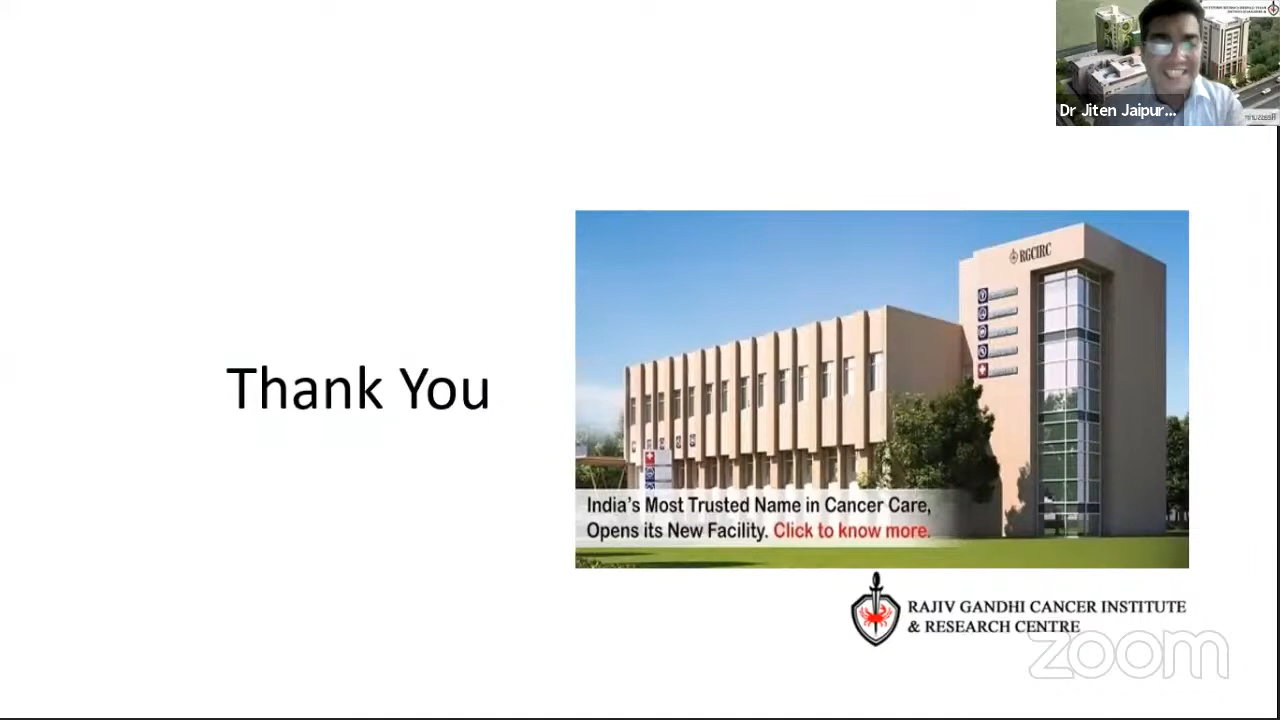 Dr Jiten Jaipur...
Thank You
RGCIRC
India's Most Trusted Name in Cancer Care,
Opens its New Facility. Click to know more.
RAJIV GANDHI CANCER INSTITUTE
& RESEARCH CENTRE
zoom